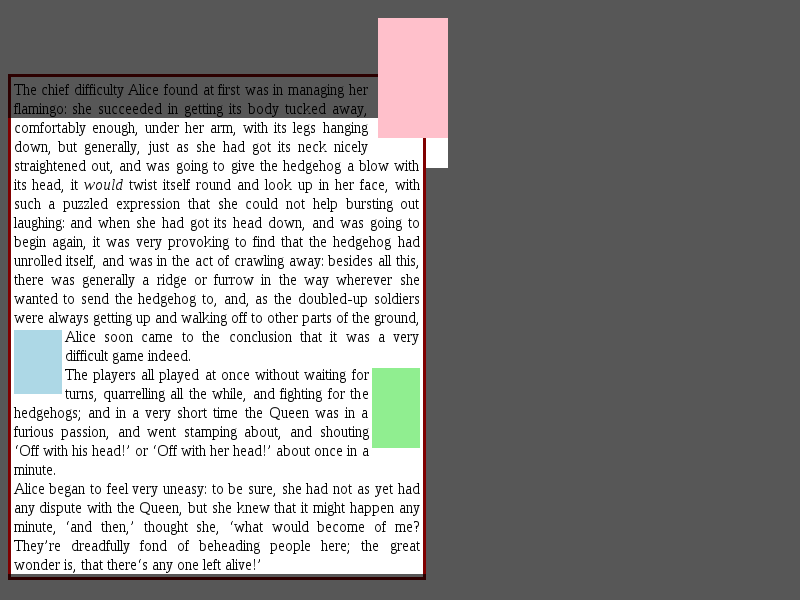 The chief difficulty Alice found at first was in managing her
flamingo: she succeeded in getting its body tucked away,
comfortably enough, under her arm, with its legs hanging
down, but generally, just as she had got its neck nicely
straightened out, and was going to give the hedgehog a blow with
its head, it would twist itself round and look up in her face, with
such a puzzled expression that she could not help bursting out
laughing: and when she had got its head down, and was going to
begin again, it was very provoking to find that the hedgehog had
unrolled itself, and was in the act of crawling away: besides all this,
there was generally a ridge or furrow in the way wherever she
wanted to send the hedgehog to, and, as the doubled-up soldiers
were always getting up and walking off to other parts of the ground,
Alice soon came to the conclusion that it was a very
difficult game indeed.
The players all played at once without waiting for
turns, quarrelling all the while, and fighting for the
hedgehogs; and in a very short time the Queen was in a
furious passion, and went stamping about, and shouting
‘Off with his head!’ or ‘Off with her head!’ about once in a
minute.
Alice began to feel very uneasy: to be sure, she had not as yet had
any dispute with the Queen, but she knew that it might happen any
minute, ‘and then,’ thought she, ‘what would become of me?
They’re dreadfully fond of beheading people here; the great
wonder is, that there‘s any one left alive!’